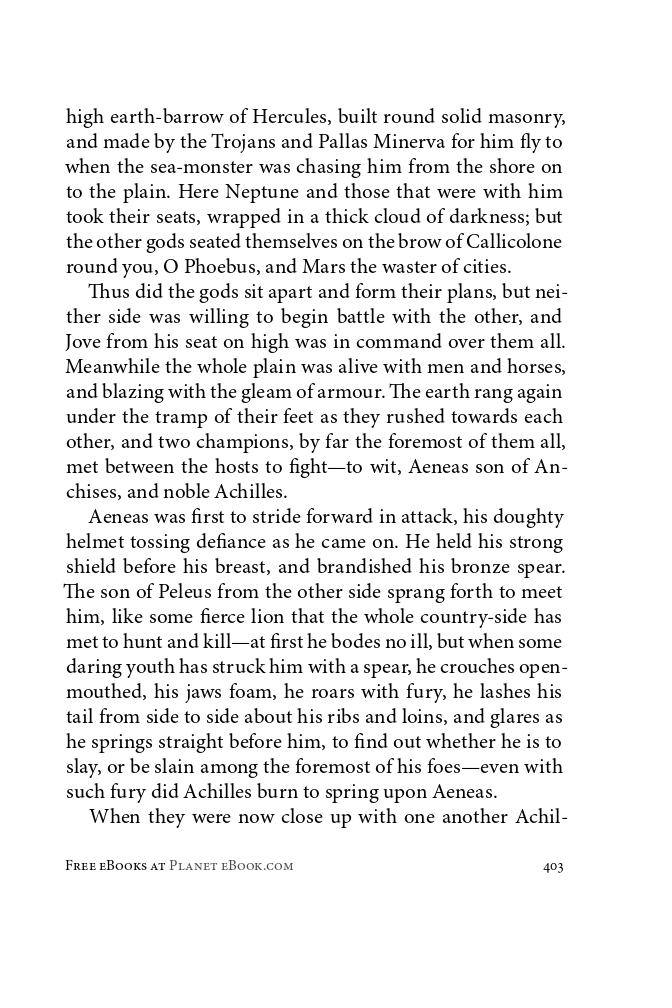 high earth-barrow of Hercules, built round solid masonry,
and made by the Trojans and Pallas Minerva for him fly to
when the sea-monster was chasing him from the shore on
to the plain. Here Neptune and those that were with him
took their seats, wrapped in a thick cloud of darkness; but
the other gods seated themselves on the brow of Callicolone
round you, O Phoebus, and Mars the waster of cities.
Thus did the gods sit apart and form their plans, but nei-
ther side was willing to begin battle with the other, and
Jove from his seat on high was in command over them all.
Meanwhile the whole plain was alive with men and horses,
and blazing with the gleam of armour. The earth rang again
under the tramp of their feet as they rushed towards each
other, and two champions, by far the foremost of them all,
met between the hosts to fight—to wit, Aeneas son of An-
chises, and noble Achilles.
Aeneas was first to stride forward in attack, his doughty
helmet tossing defiance as he came on. He held his strong
shield before his breast, and brandished his bronze spear.
The son of Peleus from the other side sprang forth to meet
him, like some fierce lion that the whole country-side has
met to hunt and kill—at first he bodes no ill, but when some
daring youth has struck him with a spear, he crouches open-
mouthed, his jaws foam, he roars with fury, he lashes his
tail from side to side about his ribs and loins, and glares as
he springs straight before him, to find out whether he is to
slay, or be slain among the foremost of his foes—even with
such fury did Achilles burn to spring upon Aeneas.
When they were now close up with one another Achil-
Free eBooks at Planet eBook.com 403